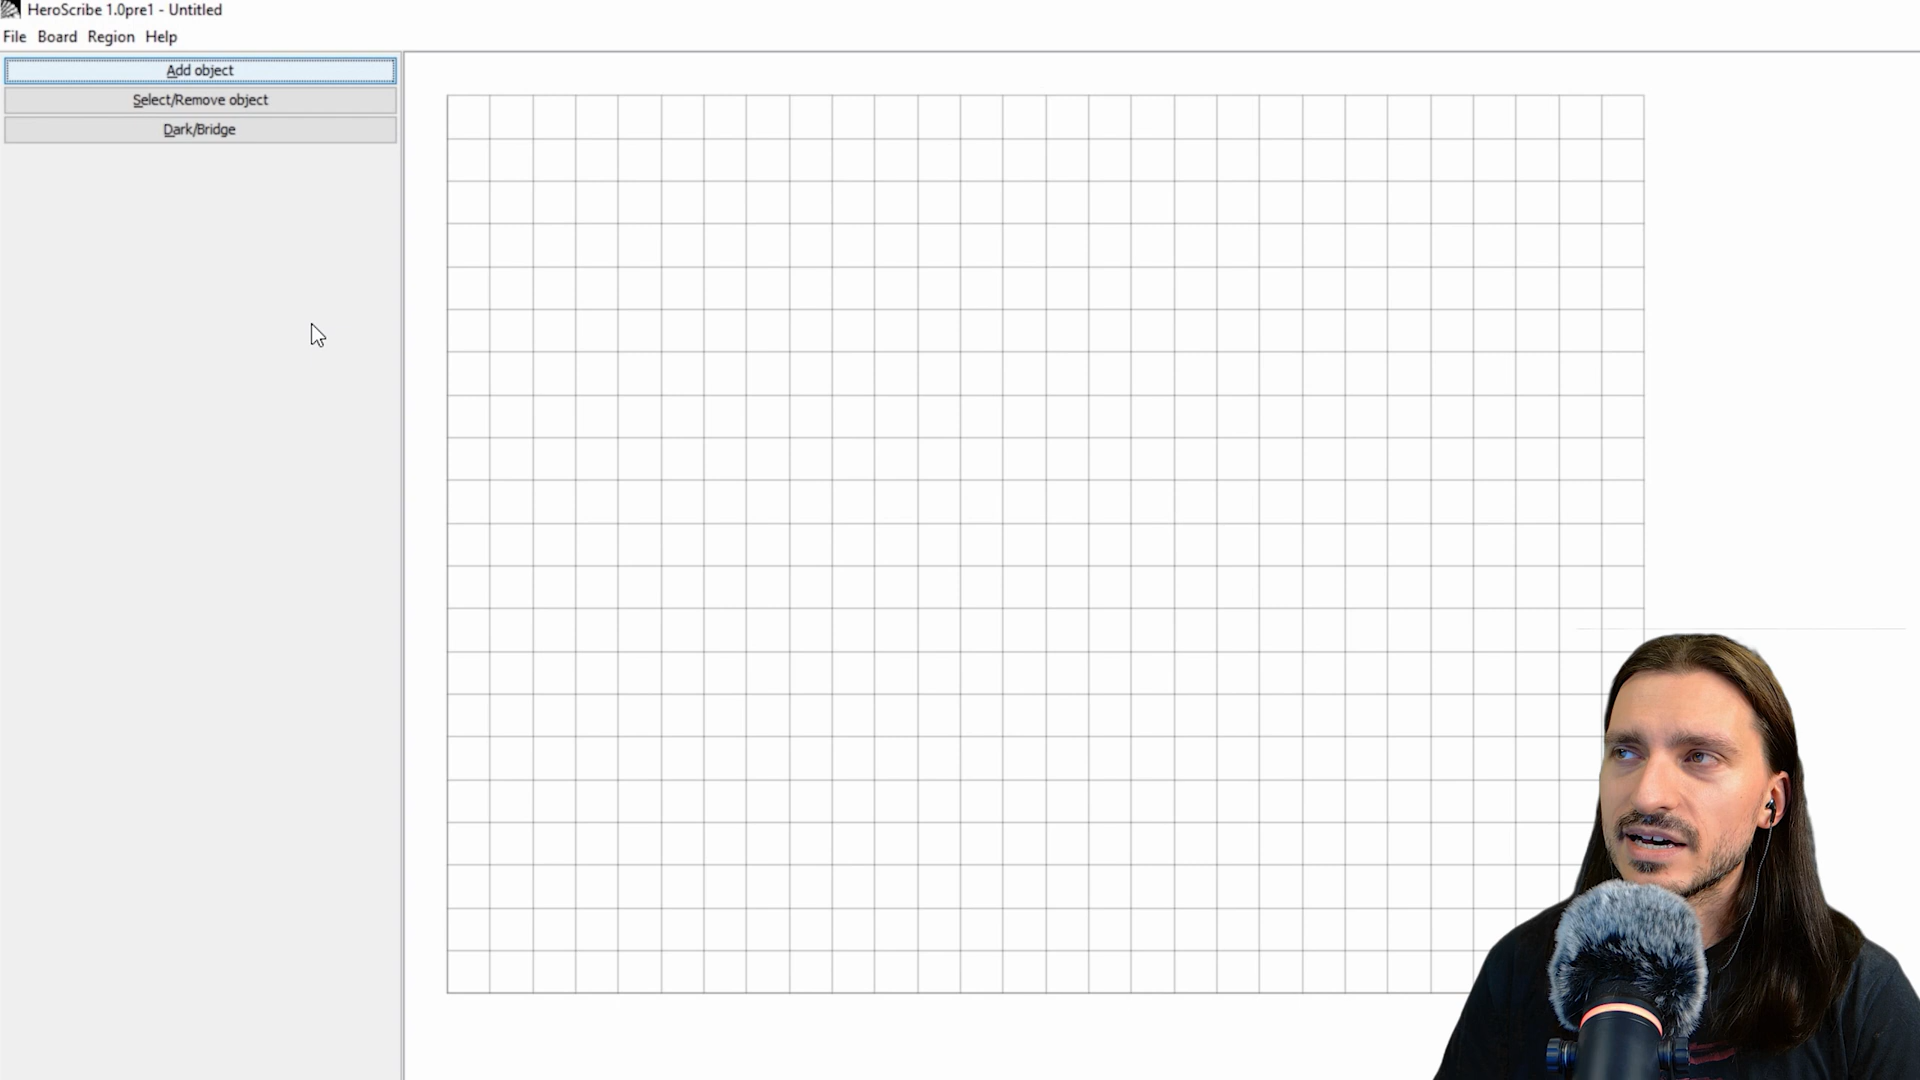 HeroScribe 1.0pre1 - Untitled
File Board Region Help
Add object
Select/Remove object
Dark/Bridge